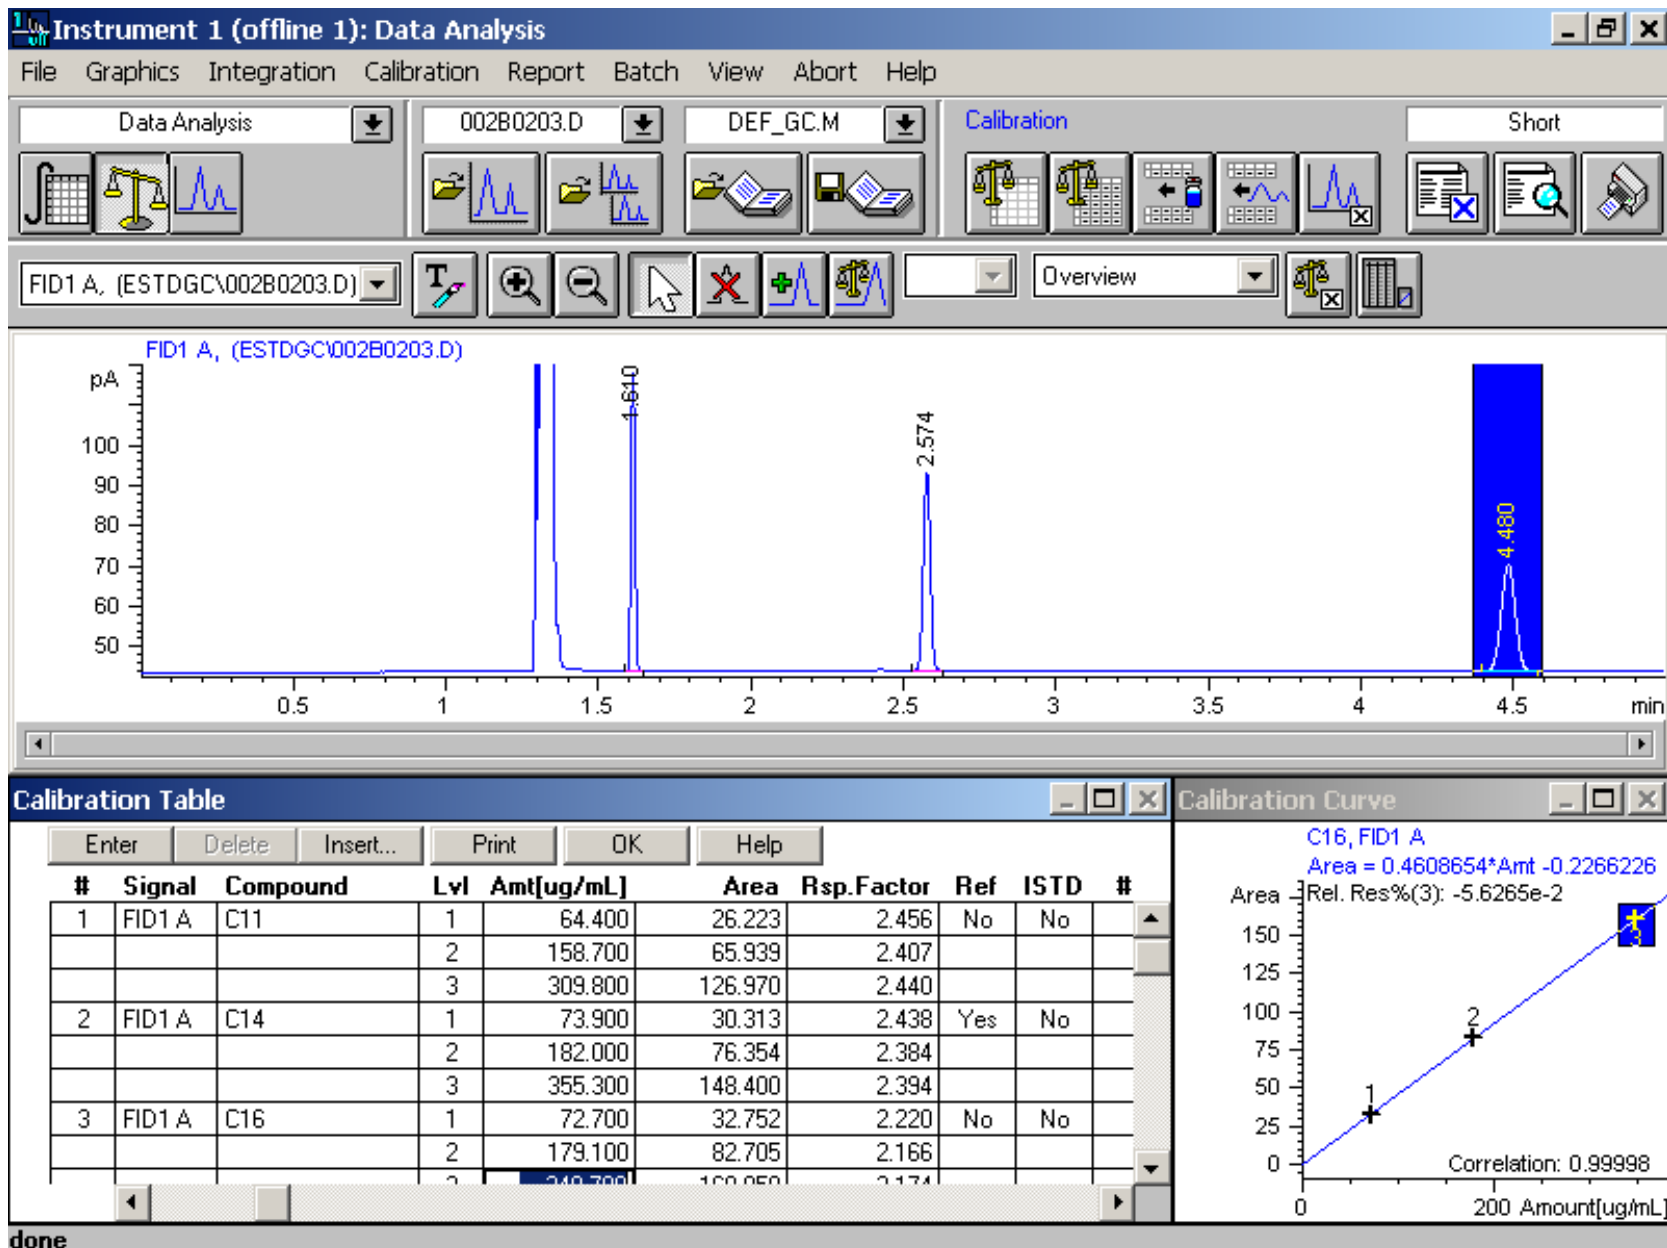 Instrument 1 (offline 1): Data Analysis
File Graphics Integration Calibration Report Batch View Abort Help
Data Analysis 002B0203.D DEF_GC.M Calibration Short
FID1 A, (ESTDGC\002B0203.D) Overview
FID1 A, (ESTDGC\002B0203.D)
pA
1.610
2.574
4.480
100
90
80
70
60
50
0.5 1 1.5 2 2.5 3 3.5 4 4.5 min
Calibration Table
Enter Delete Insert... Print OK Help
# Signal Compound Lvl Amt[ug/mL] Area Rsp.Factor Ref ISTD #
1 FID1 A C11 1 64.400 26.223 2.456 No No
2 158.700 65.939 2.407
3 309.800 126.970 2.440
2 FID1 A C14 1 73.900 30.313 2.438 Yes No
2 182.000 76.354 2.384
3 355.300 148.400 2.394
3 FID1 A C16 1 72.700 32.752 2.220 No No
2 179.100 82.705 2.166
Calibration Curve
C16, FID1 A
Area = 0.4608654*Amt -0.2266226
Area Rel. Res%(3): -5.6265e-2
150
125
100
75
50
25
0
1
2
3
Correlation: 0.99998
0 200 Amount[ug/mL]
done